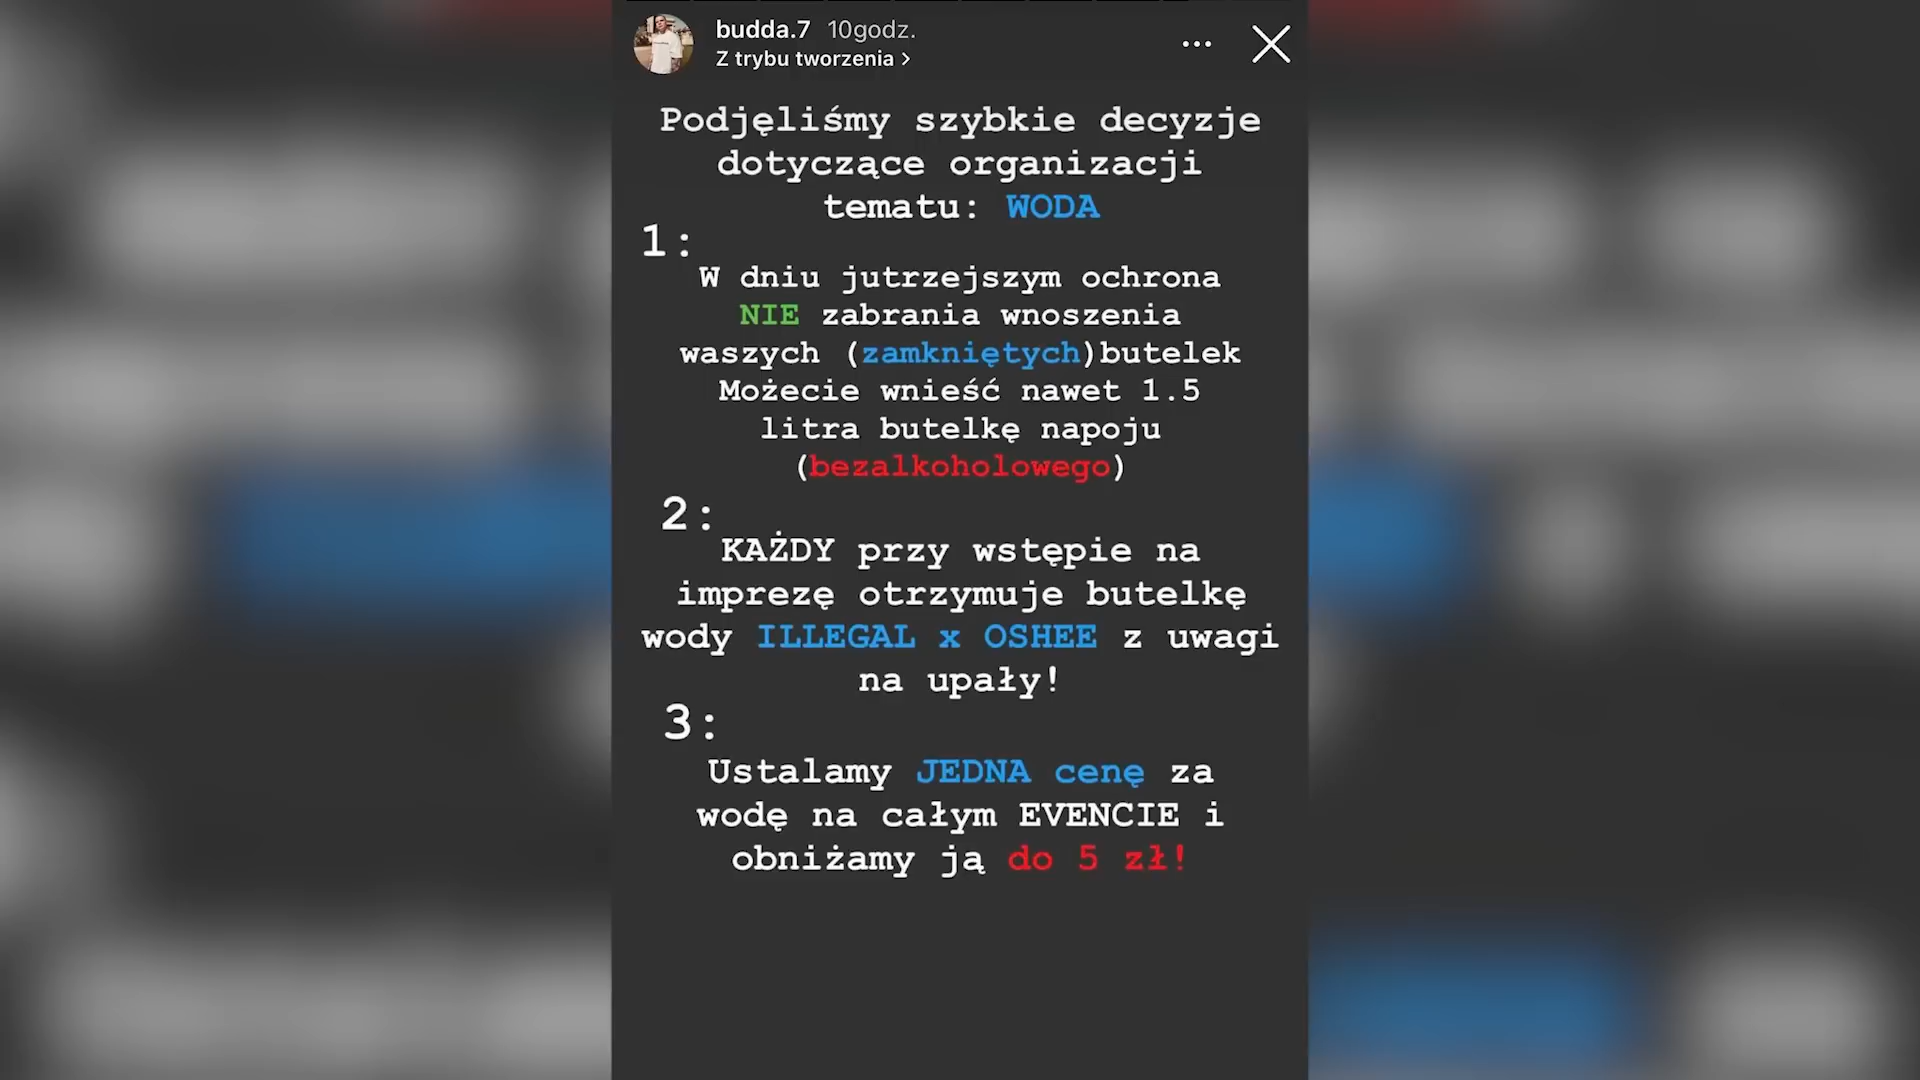 budda.7 10godz.
Z trybu tworzenia >
Podjęliśmy szybkie decyzje
dotyczące organizacji
tematu: WODA
1:
W dniu jutrzejszym ochrona
NIE zabrania wnoszenia
waszych (zamkniętych)butelek
Możecie wnieść nawet 1.5
litra butelkę napoju
(bezalkoholowego)
2:
KAŻDY przy wstępie na
imprezę otrzymuje butelkę
wody ILLEGAL x OSHEE z uwagi
na upały!
3:
Ustalamy JEDNA cenę za
wodę na całym EVENCIE i
obniżamy ją do 5 zł!